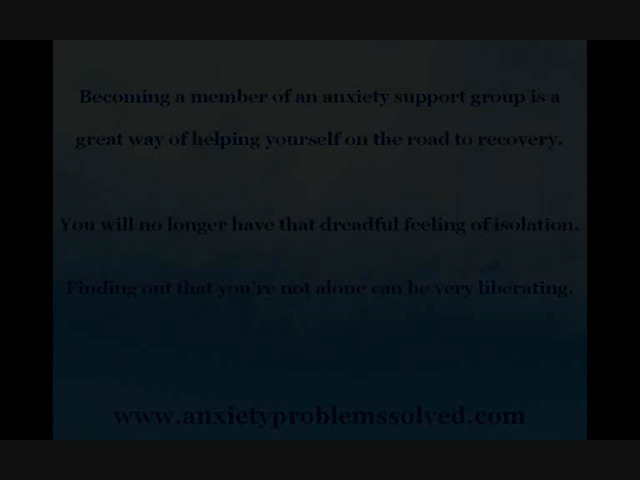 Becoming a member of an anxiety support group is a
great way of helping yourself on the road to recovery.
You will no longer have that dreadful feeling of isolation.
Finding out that you're not alone can be very liberating.
www.anxietyproblemssolved.com